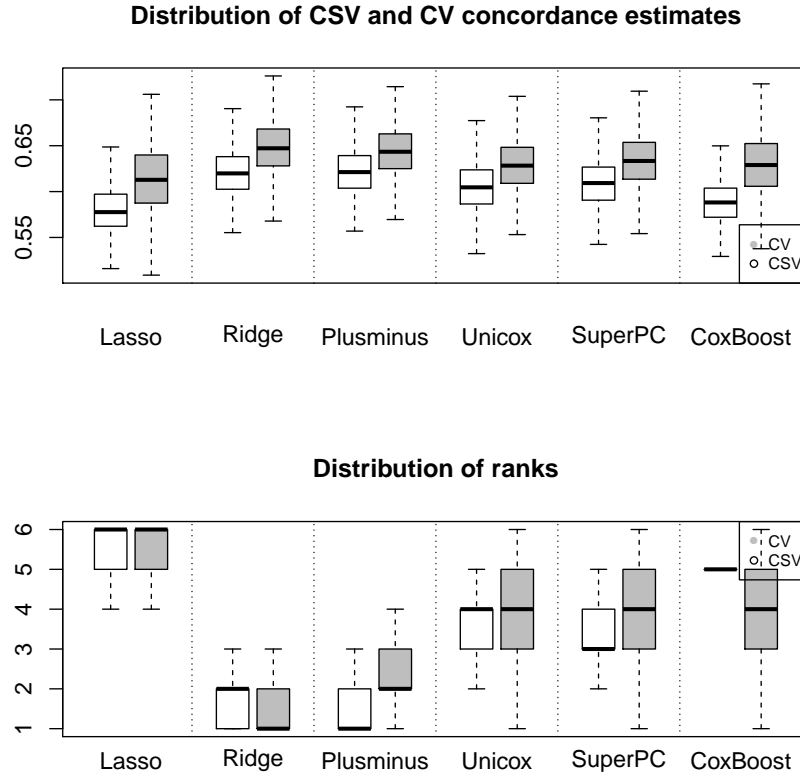 Distribution of CSV and CV concordance estimates
0.65
0.55
CV
CSV
Lasso Ridge Plusminus Unicox SuperPC CoxBoost
Distribution of ranks
6
5
4
3
2
1
CV
CSV
Lasso Ridge Plusminus Unicox SuperPC CoxBoost